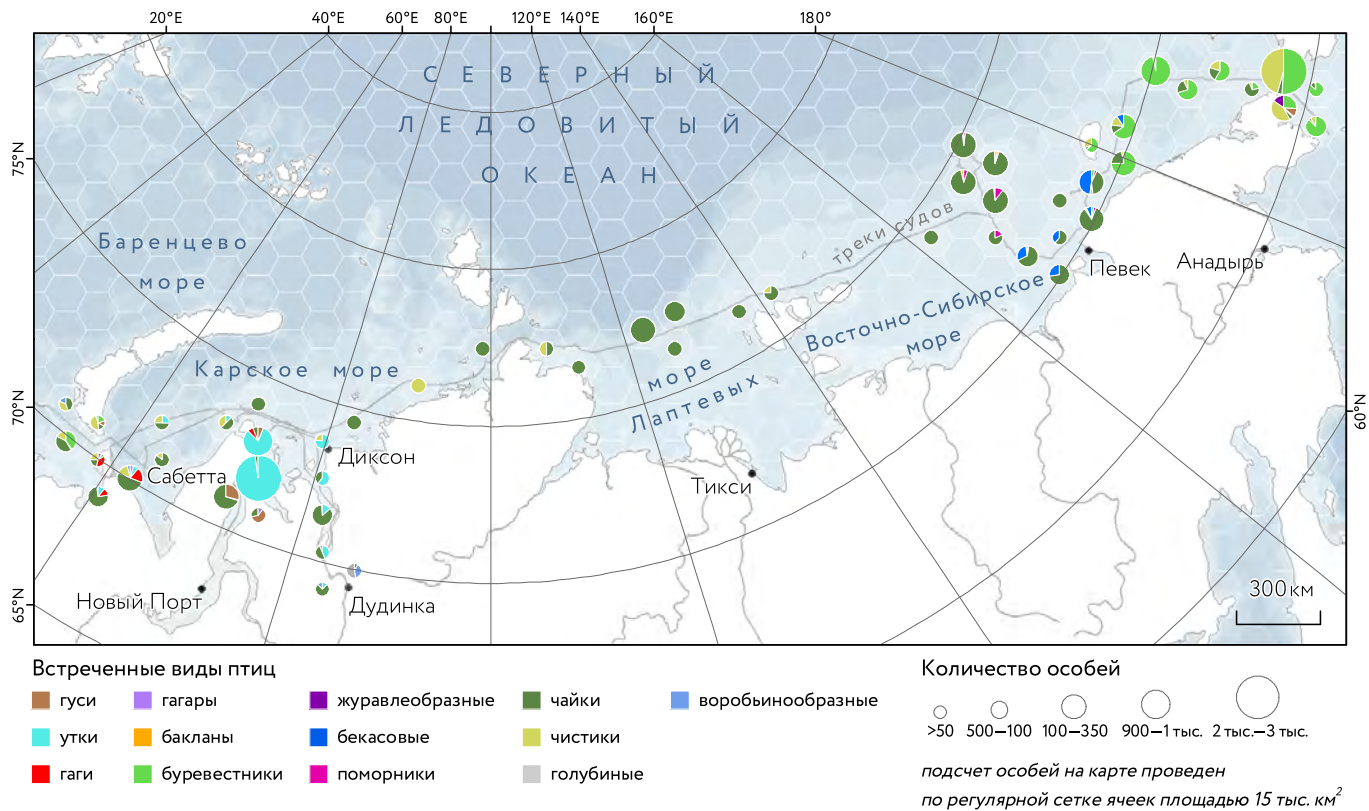 20°E 40°E 60°E 80°E 120°E 140°E 160°E 180°
75°N
70°N
65°N
60°N
СЕВЕРНЫЙ
ЛЕДОВИТЫЙ
ОКЕАН
Баренцево
море
треки судов
Певек
Анадырь
Восточно-Сибирское
море
Карское море
море
Лаптевых
Диксон
Сабетта
Тикси
Новый Порт
Дудинка
300 км
Встреченные виды птиц
гуси
гагары
журавлеобразные
чайки
воробьинообразные
утки
бакланы
бекасовые
чистики
гаги
буревестники
поморники
голубиные
Количество особей
>50 500–100 100–350 900–1 тыс. 2 тыс.–3 тыс.
подсчет особей на карте проведен
по регулярной сетке ячеек площадью 15 тыс. км²